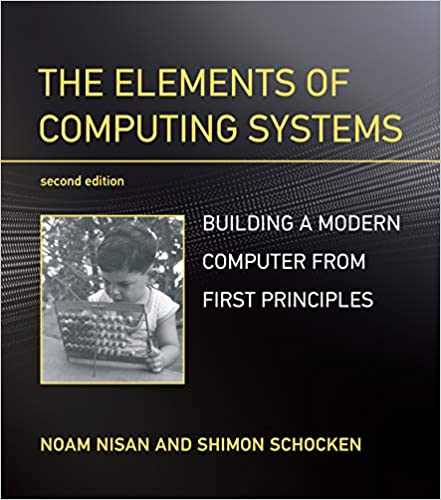 THE ELEMENTS OF
COMPUTING SYSTEMS
second edition
BUILDING A MODERN
COMPUTER FROM
FIRST PRINCIPLES
NOAM NISAN AND SHIMON SCHOCKEN